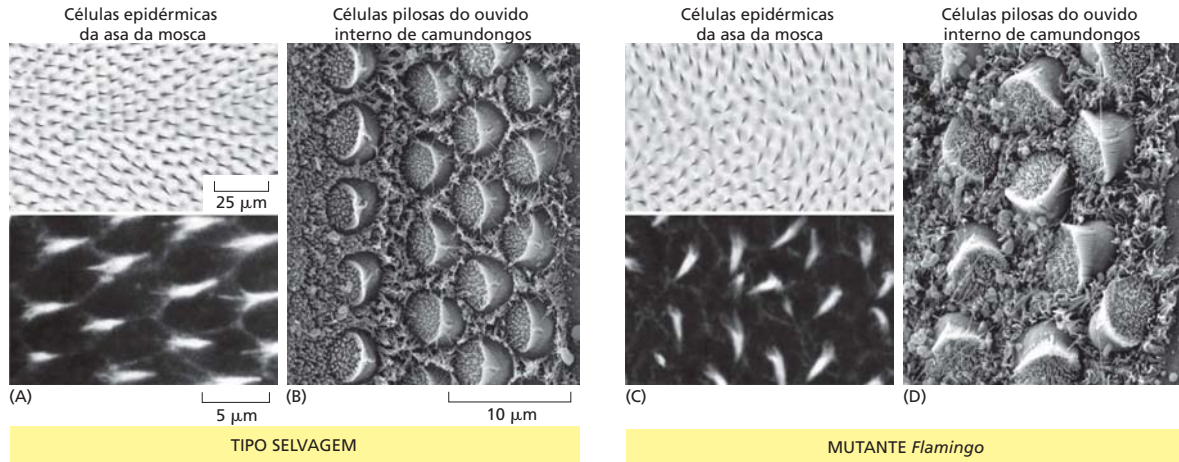 Células epidérmicas
da asa da mosca
Células pilosas do ouvido
interno de camundongos
Células epidérmicas
da asa da mosca
Células pilosas do ouvido
interno de camundongos
25 μm
(A)
(B)
(C)
(D)
5 μm
10 μm
TIPO SELVAGEM
MUTANTE Flamingo